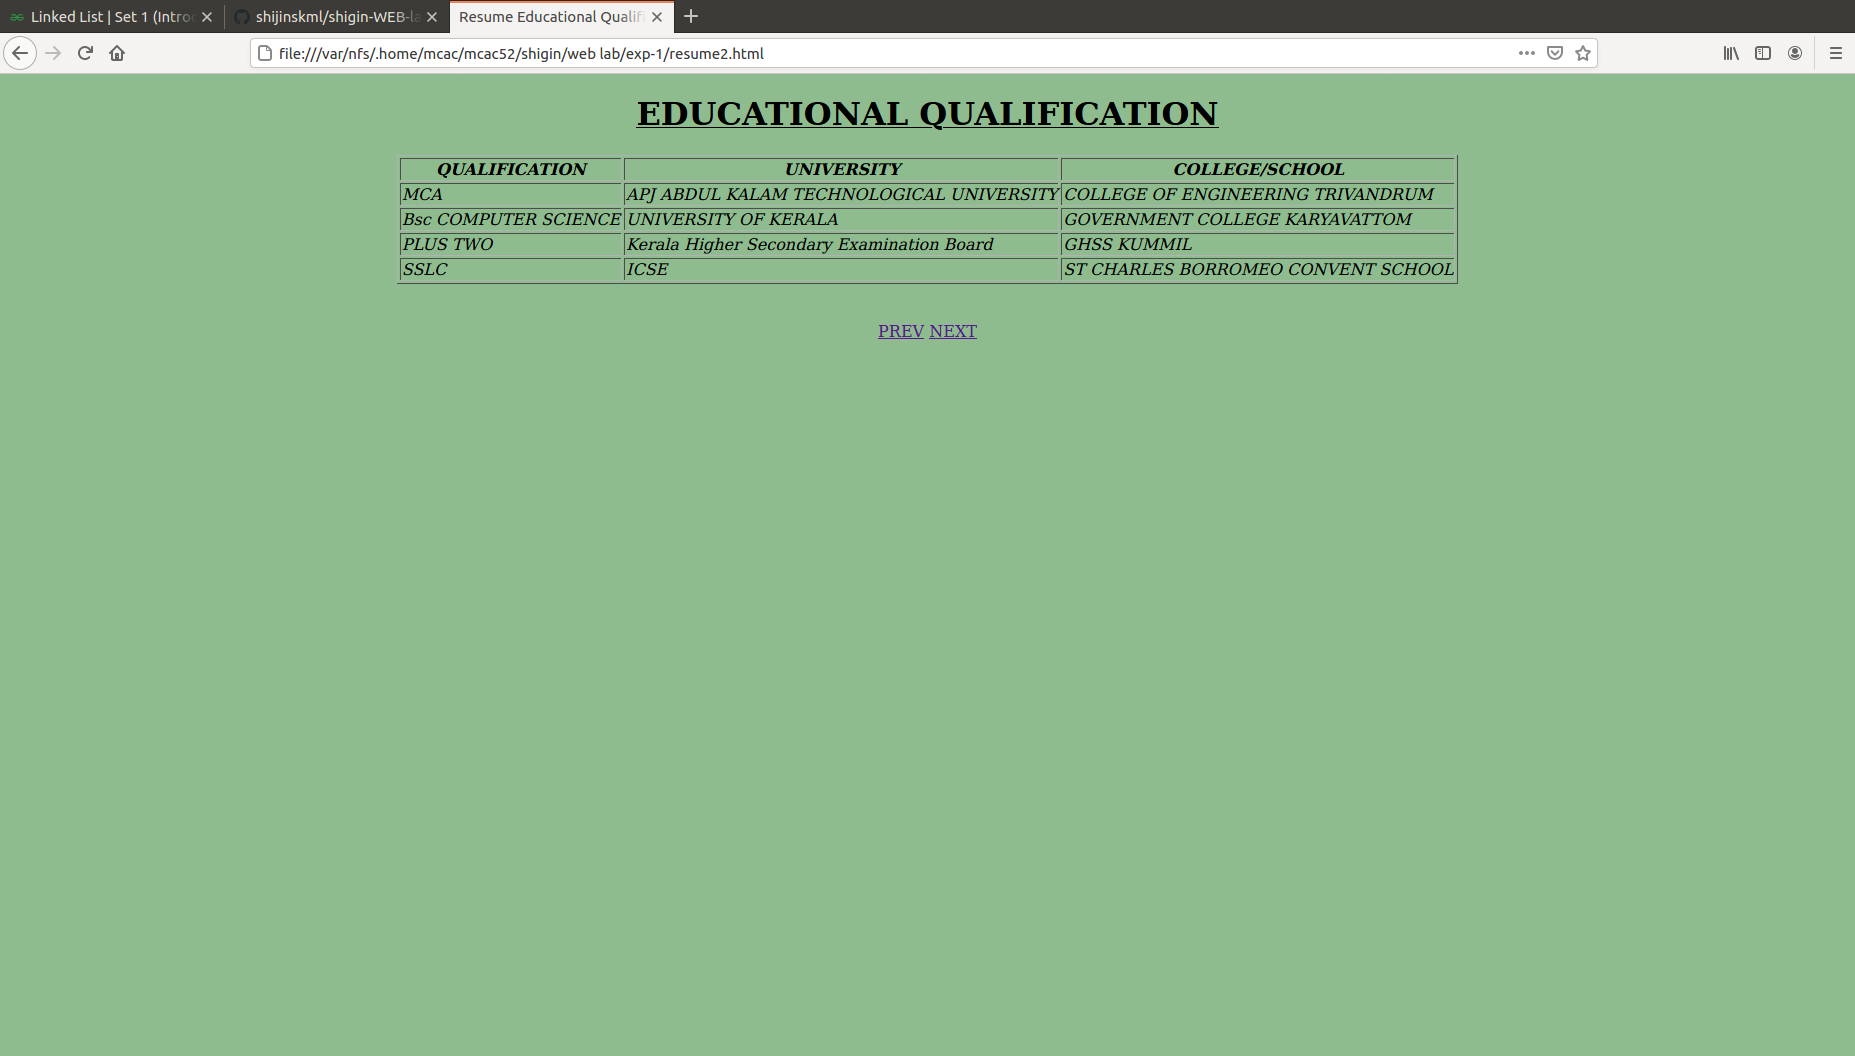 Linked List | Set 1 (Introd
shijinskml/shigin-WEB-la
Resume Educational Qualifi
file:///var/nfs/.home/mcac/mcac52/shigin/web lab/exp-1/resume2.html
EDUCATIONAL QUALIFICATION
QUALIFICATION UNIVERSITY COLLEGE/SCHOOL
MCA APJ ABDUL KALAM TECHNOLOGICAL UNIVERSITY COLLEGE OF ENGINEERING TRIVANDRUM
Bsc COMPUTER SCIENCE UNIVERSITY OF KERALA GOVERNMENT COLLEGE KARYAVATTOM
PLUS TWO Kerala Higher Secondary Examination Board GHSS KUMMIL
SSLC ICSE ST CHARLES BORROMEO CONVENT SCHOOL
PREV NEXT